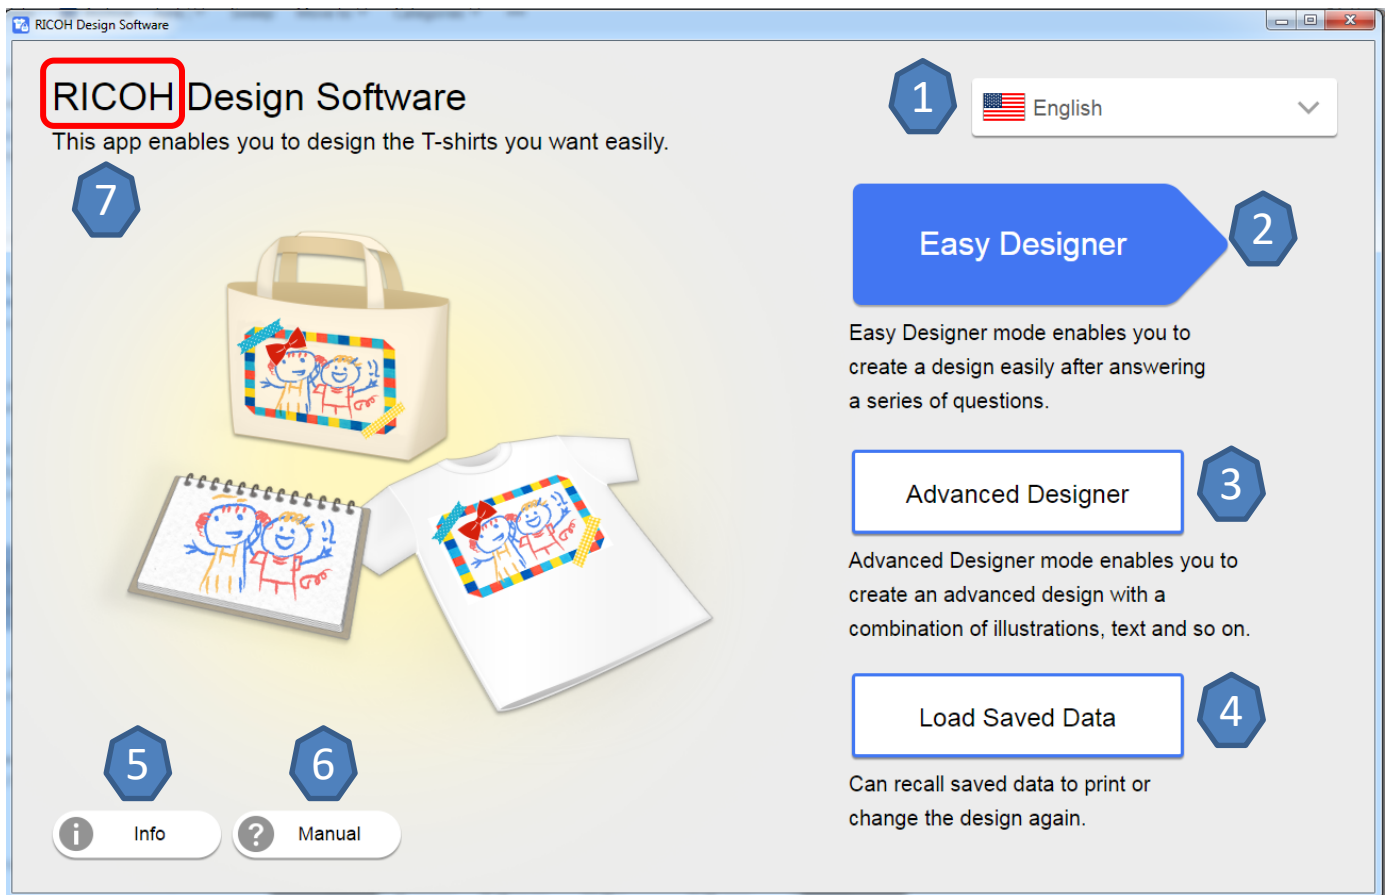 RICOH Design Software
RICOH Design Software
This app enables you to design the T-shirts you want easily.
1
English
7
Easy Designer
2
Easy Designer mode enables you to
create a design easily after answering
a series of questions.
Advanced Designer
3
Advanced Designer mode enables you to
create an advanced design with a
combination of illustrations, text and so on.
Load Saved Data
4
Can recall saved data to print or
change the design again.
5
6
Info
Manual